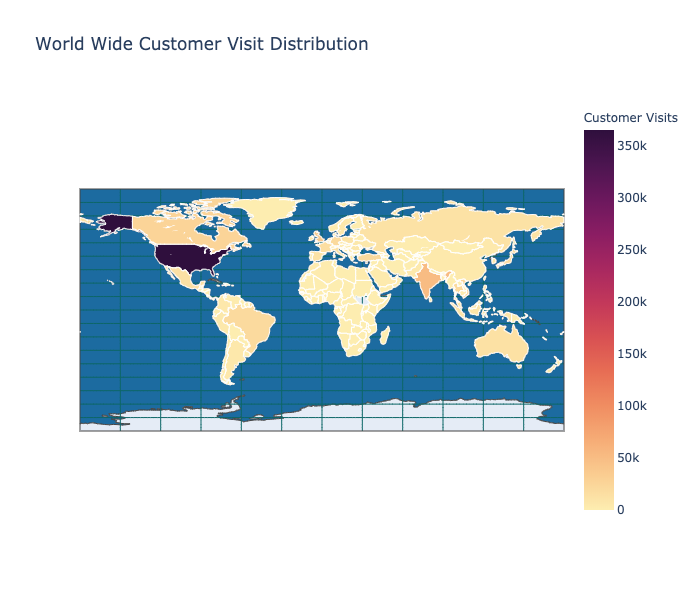 World Wide Customer Visit Distribution
Customer Visits
350k
300k
250k
200k
150k
100k
50k
0